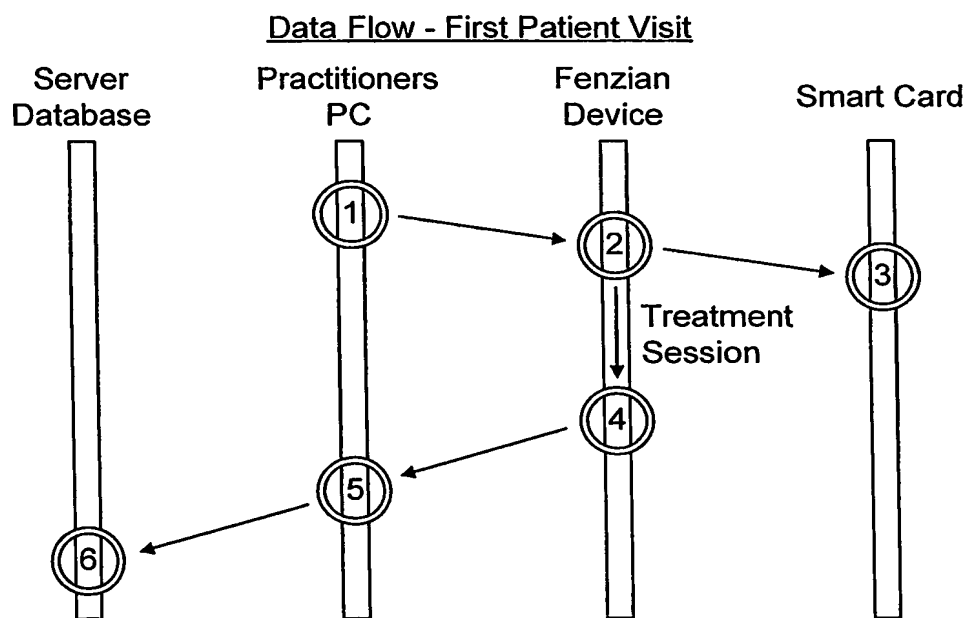 Data Flow - First Patient Visit
Server
Database
Practitioners
PC
Fenzian
Device
Smart Card
1
2
3
Treatment
Session
4
5
6